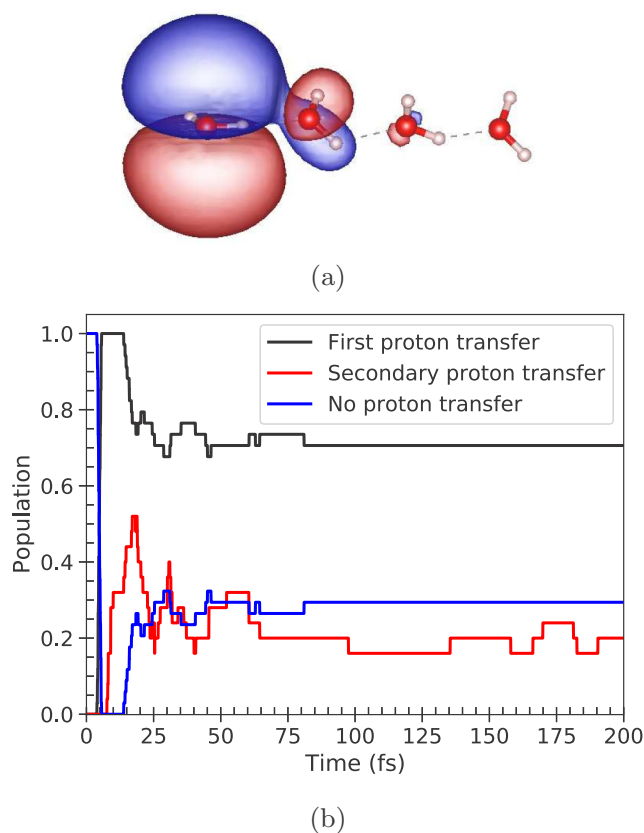 (a)
1.0
0.8
0.6
0.4
0.2
0.0
Population
First proton transfer
Secondary proton transfer
No proton transfer
0 25 50 75 100 125 150 175 200
Time (fs)
(b)